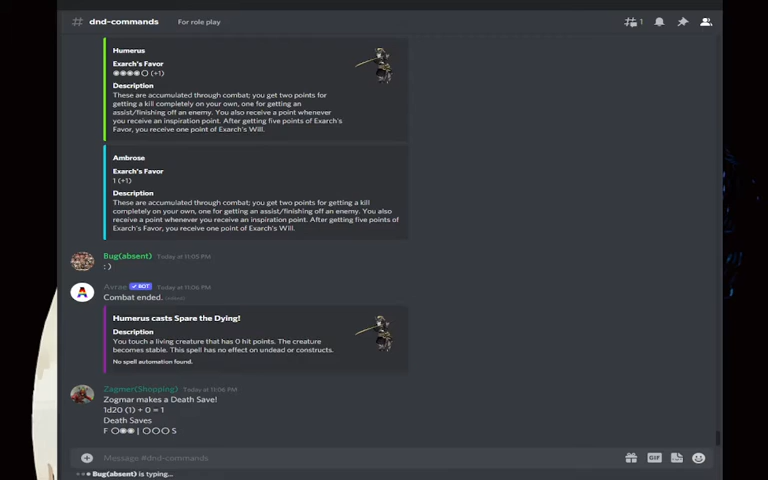 # dnd-commands For role play 1
Humerus
Exarch's Favor
◉◉◉◉〇 (+1)
Description
These are accumulated through combat; you get two points for
getting a kill completely on your own, one for getting an
assist/finishing off an enemy. You also receive a point whenever
you receive an inspiration point. After getting five points of Exarch's
Favor, you receive one point of Exarch's Will.
Ambrose
Exarch's Favor
1 (+1)
Description
These are accumulated through combat; you get two points for getting a kill
completely on your own, one for getting an assist/finishing off an enemy. You also
receive a point whenever you receive an inspiration point. After getting five points of
Exarch's Favor, you receive one point of Exarch's Will.
Bug(absent) Today at 11:05 PM
: )
Avrae ✓ BOT Today at 11:06 PM
Combat ended. (edited)
Humerus casts Spare the Dying!
Description
You touch a living creature that has 0 hit points. The creature
becomes stable. This spell has no effect on undead or constructs.
No spell automation found.
Zagmer(Shopping) Today at 11:06 PM
Zogmar makes a Death Save!
1d20 (1) + 0 = 1
Death Saves
F 〇◉◉ | 〇〇〇 S
Message #dnd-commands GIF
Bug(absent) is typing...